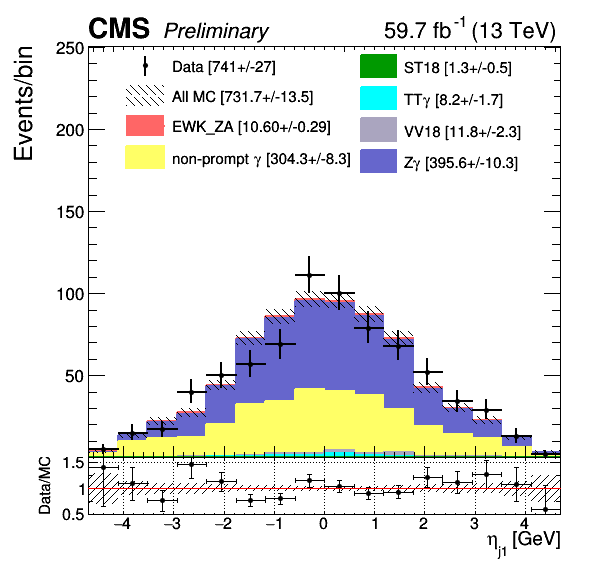 CMS Preliminary 59.7 fb⁻¹ (13 TeV)
Events/bin
250
200
150
100
50
Data [741+/-27]
All MC [731.7+/-13.5]
EWK_ZA [10.60+/-0.29]
non-prompt γ [304.3+/-8.3]
ST18 [1.3+/-0.5]
TTγ [8.2+/-1.7]
VV18 [11.8+/-2.3]
Zγ [395.6+/-10.3]
Data/MC
1.5
1
0.5
−4 −3 −2 −1 0 1 2 3 4
η_j1 [GeV]